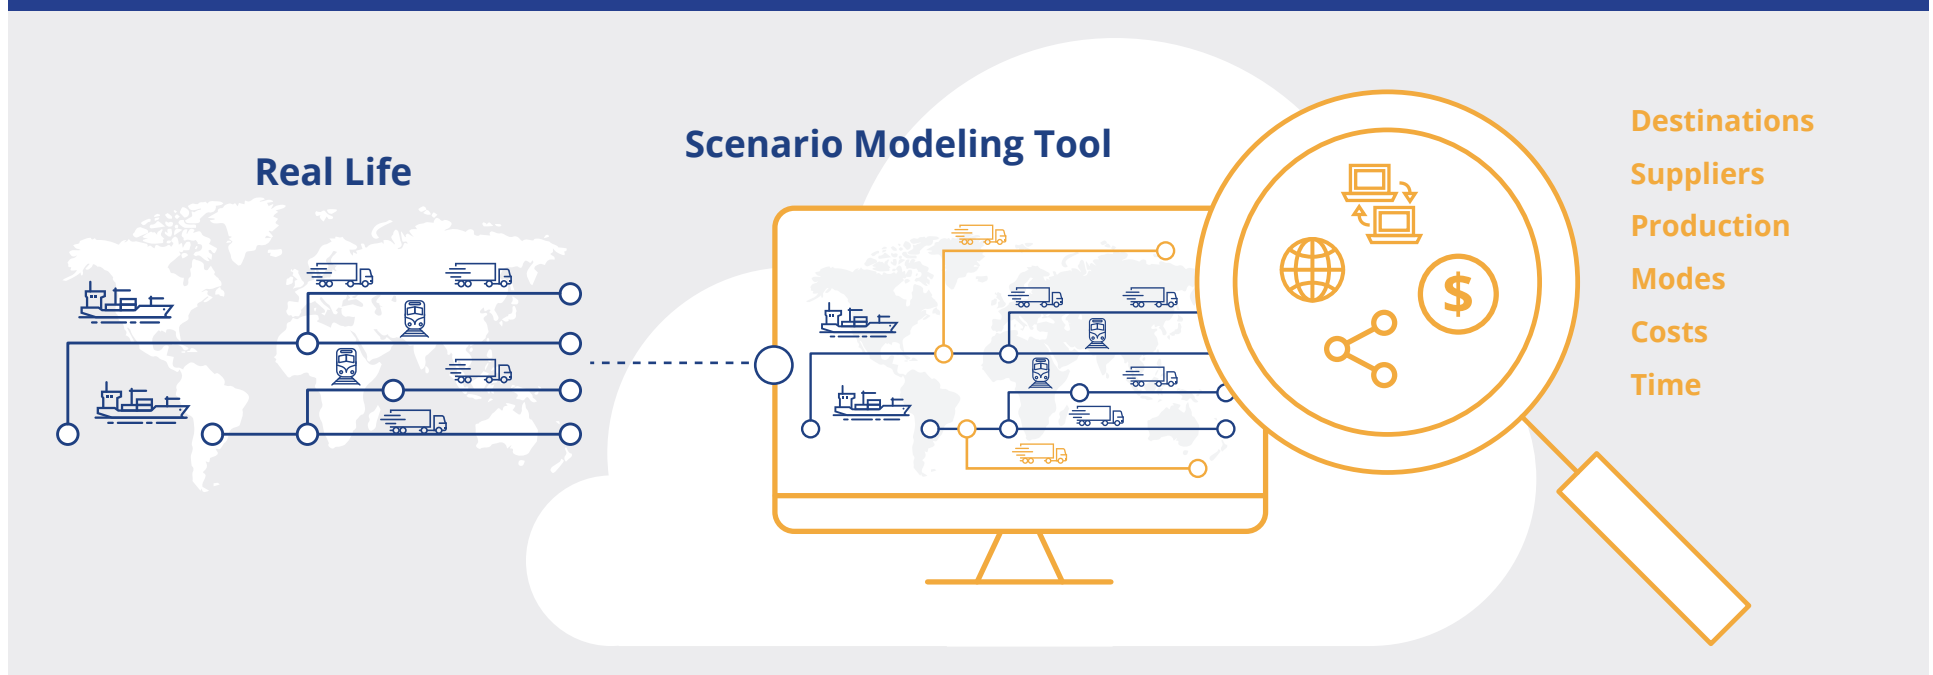 Real Life
Scenario Modeling Tool
$
Destinations
Suppliers
Production
Modes
Costs
Time